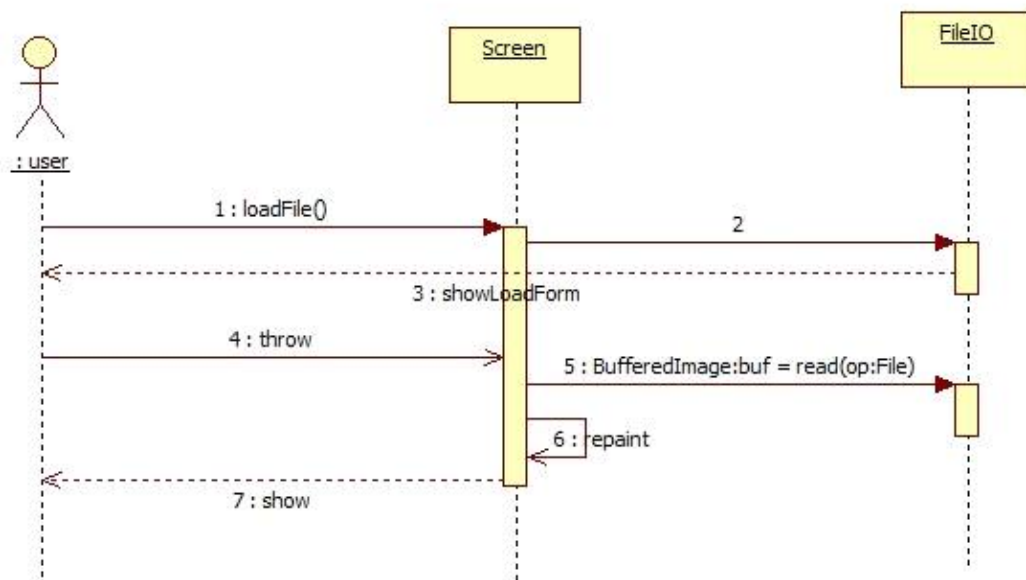 Screen
FileIO
: user
1 : loadFile()
2
3 : showLoadForm
4 : throw
5 : BufferedImage:buf = read(op:File)
6 : repaint
7 : show